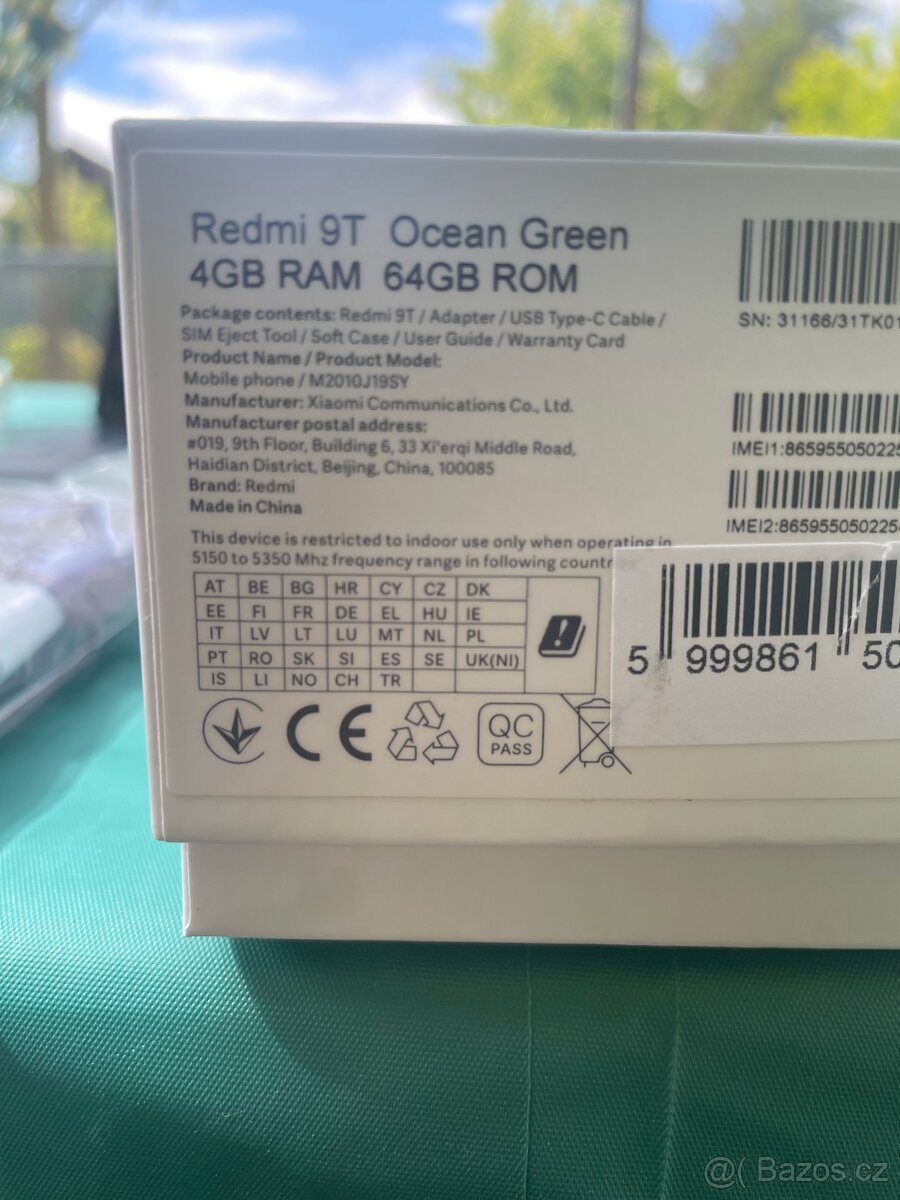 Redmi 9T Ocean Green
4GB RAM 64GB ROM
Package contents: Redmi 9T / Adapter / USB Type-C Cable /
SIM Eject Tool / Soft Case / User Guide / Warranty Card
Product Name / Product Model:
Mobile phone / M2010J19SY
Manufacturer: Xiaomi Communications Co., Ltd.
Manufacturer postal address:
#019, 9th Floor, Building 6, 33 Xi'erqi Middle Road,
Haidian District, Beijing, China, 100085
Brand: Redmi
Made in China
This device is restricted to indoor use only when operating in
5150 to 5350 Mhz frequency range in following
AT BE BG HR CY CZ DK
EE FI FR DE EL HU IE
IT LV LT LU MT NL PL
PT RO SK SI ES SE UK(NI)
IS LI NO CH TR
CE
QC
PASS
SN: 31166/31TK01
IMEI1:865955050225
IMEI2:865955050225
5 999861 50
@( Bazos.cz